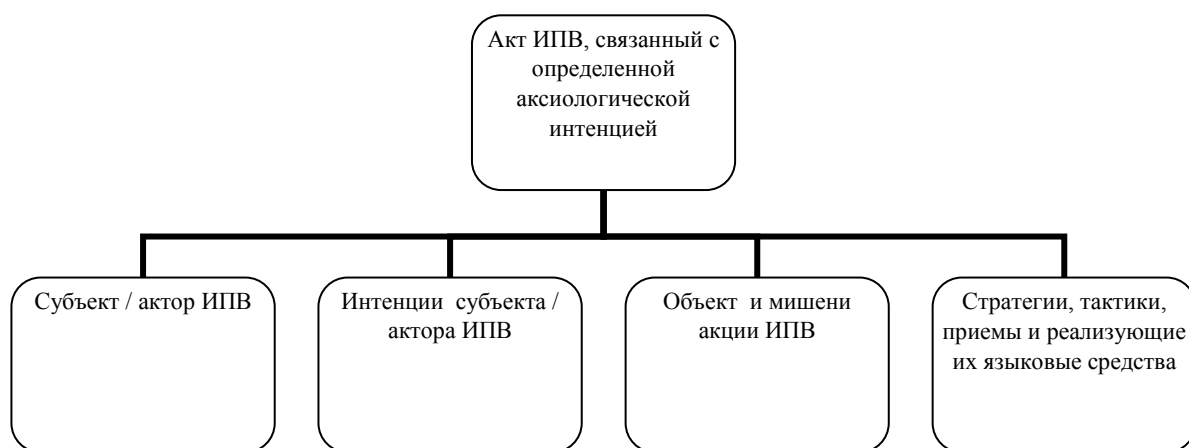 Акт ИПВ, связанный с
определенной
аксиологической
интенцией
Субъект / актор ИПВ
Интенции субъекта /
актора ИПВ
Объект и мишени
акции ИПВ
Стратегии, тактики,
приемы и реализующие
их языковые средства